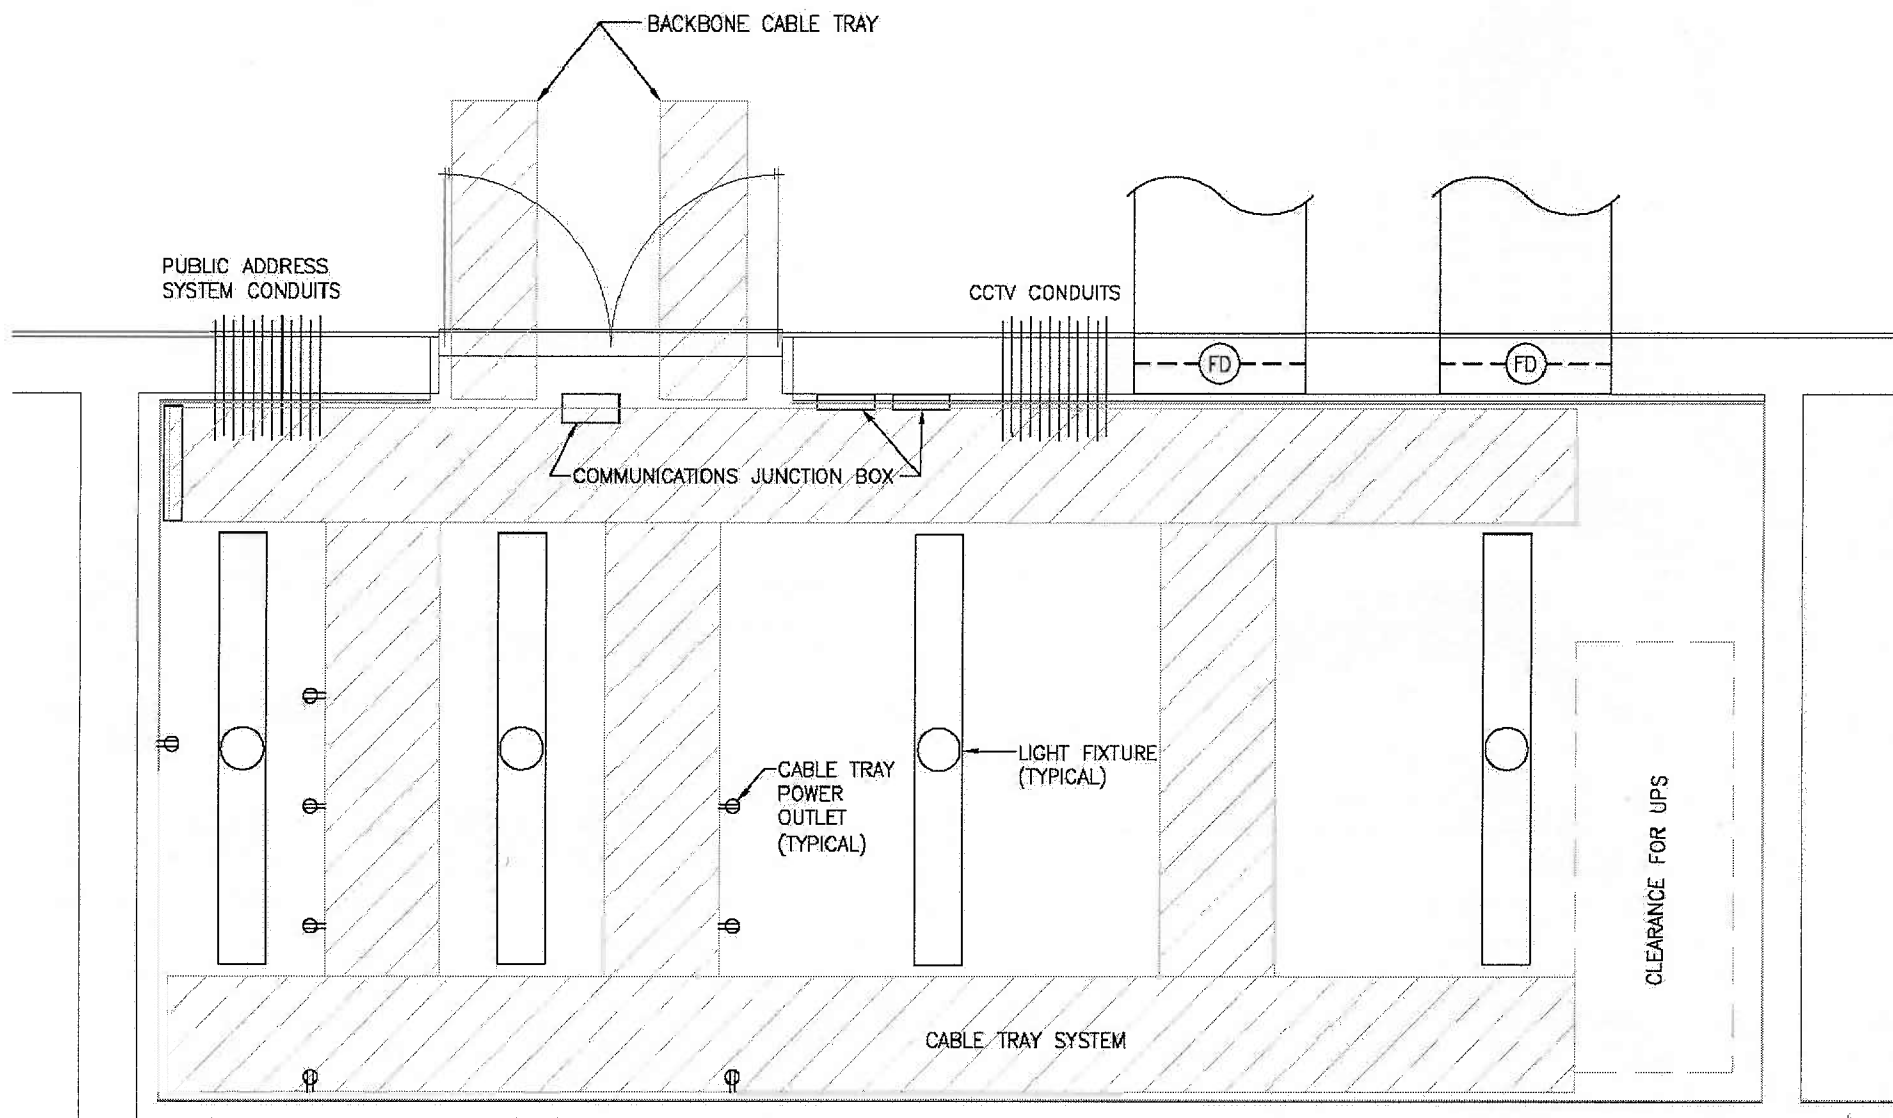 BACKBONE CABLE TRAY
PUBLIC ADDRESS
SYSTEM CONDUITS
CCTV CONDUITS
FD
FD
COMMUNICATIONS JUNCTION BOX
LIGHT FIXTURE
(TYPICAL)
CABLE TRAY
POWER
OUTLET
(TYPICAL)
CLEARANCE FOR UPS
CABLE TRAY SYSTEM